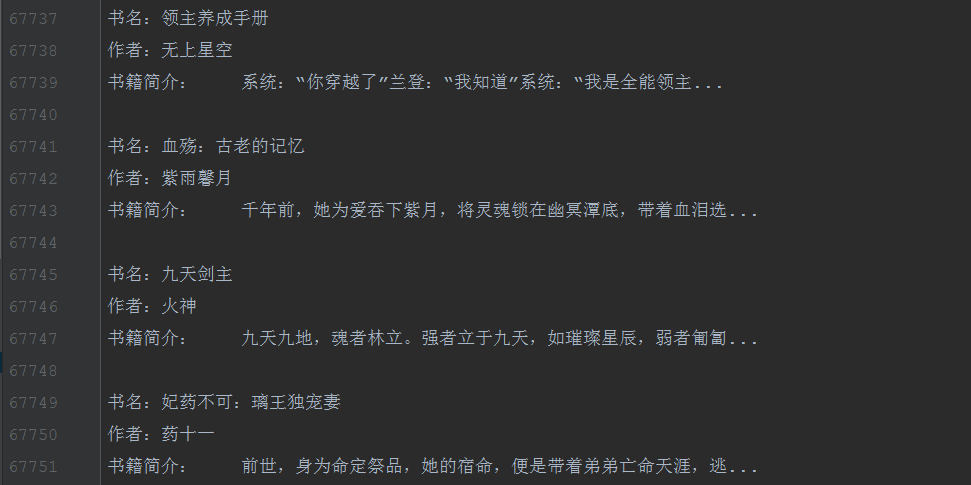 67737 书名：领主养成手册
67738 作者：无上星空
67739 书籍简介：　　系统：“你穿越了”兰登：“我知道”系统：“我是全能领主...
67740
67741 书名：血殇：古老的记忆
67742 作者：紫雨馨月
67743 书籍简介：　　千年前，她为爱吞下紫月，将灵魂锁在幽冥潭底，带着血泪选...
67744
67745 书名：九天剑主
67746 作者：火神
67747 书籍简介：　　九天九地，魂者林立。强者立于九天，如璀璨星辰，弱者匍匐...
67748
67749 书名：妃药不可：璃王独宠妻
67750 作者：药十一
67751 书籍简介：　　前世，身为命定祭品，她的宿命，便是带着弟弟亡命天涯，逃...